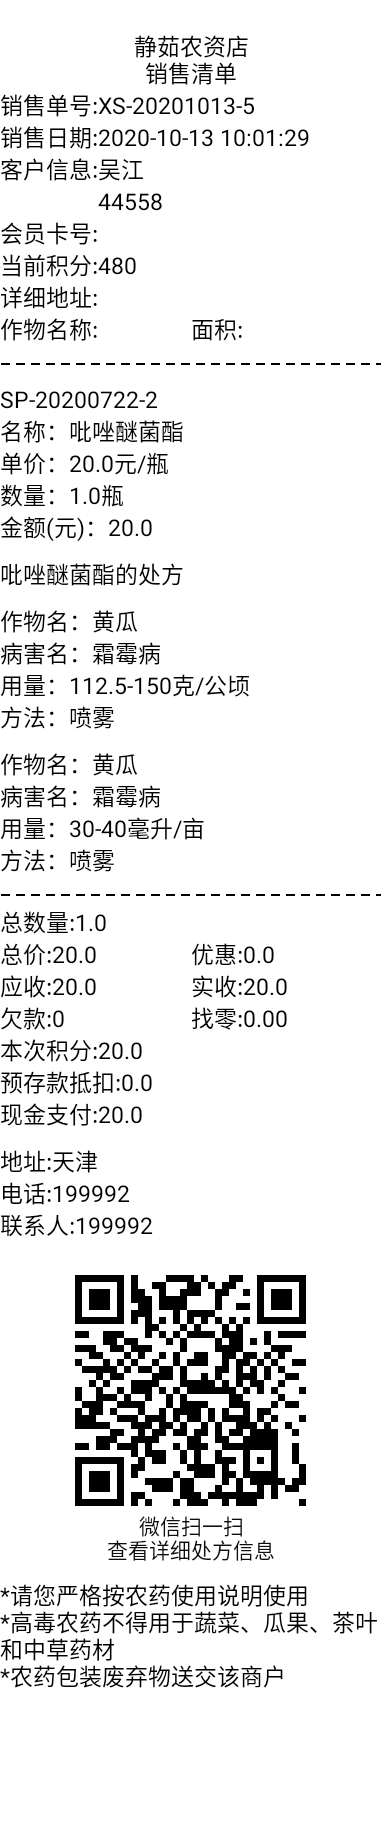 静茹农资店
销售清单
销售单号:XS-20201013-5
销售日期:2020-10-13 10:01:29
客户信息:吴江
44558
会员卡号:
当前积分:480
详细地址:
作物名称: 面积:
SP-20200722-2
名称：吡唑醚菌酯
单价：20.0元/瓶
数量：1.0瓶
金额(元)：20.0
吡唑醚菌酯的处方
作物名：黄瓜
病害名：霜霉病
用量：112.5-150克/公顷
方法：喷雾
作物名：黄瓜
病害名：霜霉病
用量：30-40毫升/亩
方法：喷雾
总数量:1.0
总价:20.0 优惠:0.0
应收:20.0 实收:20.0
欠款:0 找零:0.00
本次积分:20.0
预存款抵扣:0.0
现金支付:20.0
地址:天津
电话:199992
联系人:199992
微信扫一扫
查看详细处方信息
*请您严格按农药使用说明使用
*高毒农药不得用于蔬菜、瓜果、茶叶
和中草药材
*农药包装废弃物送交该商户